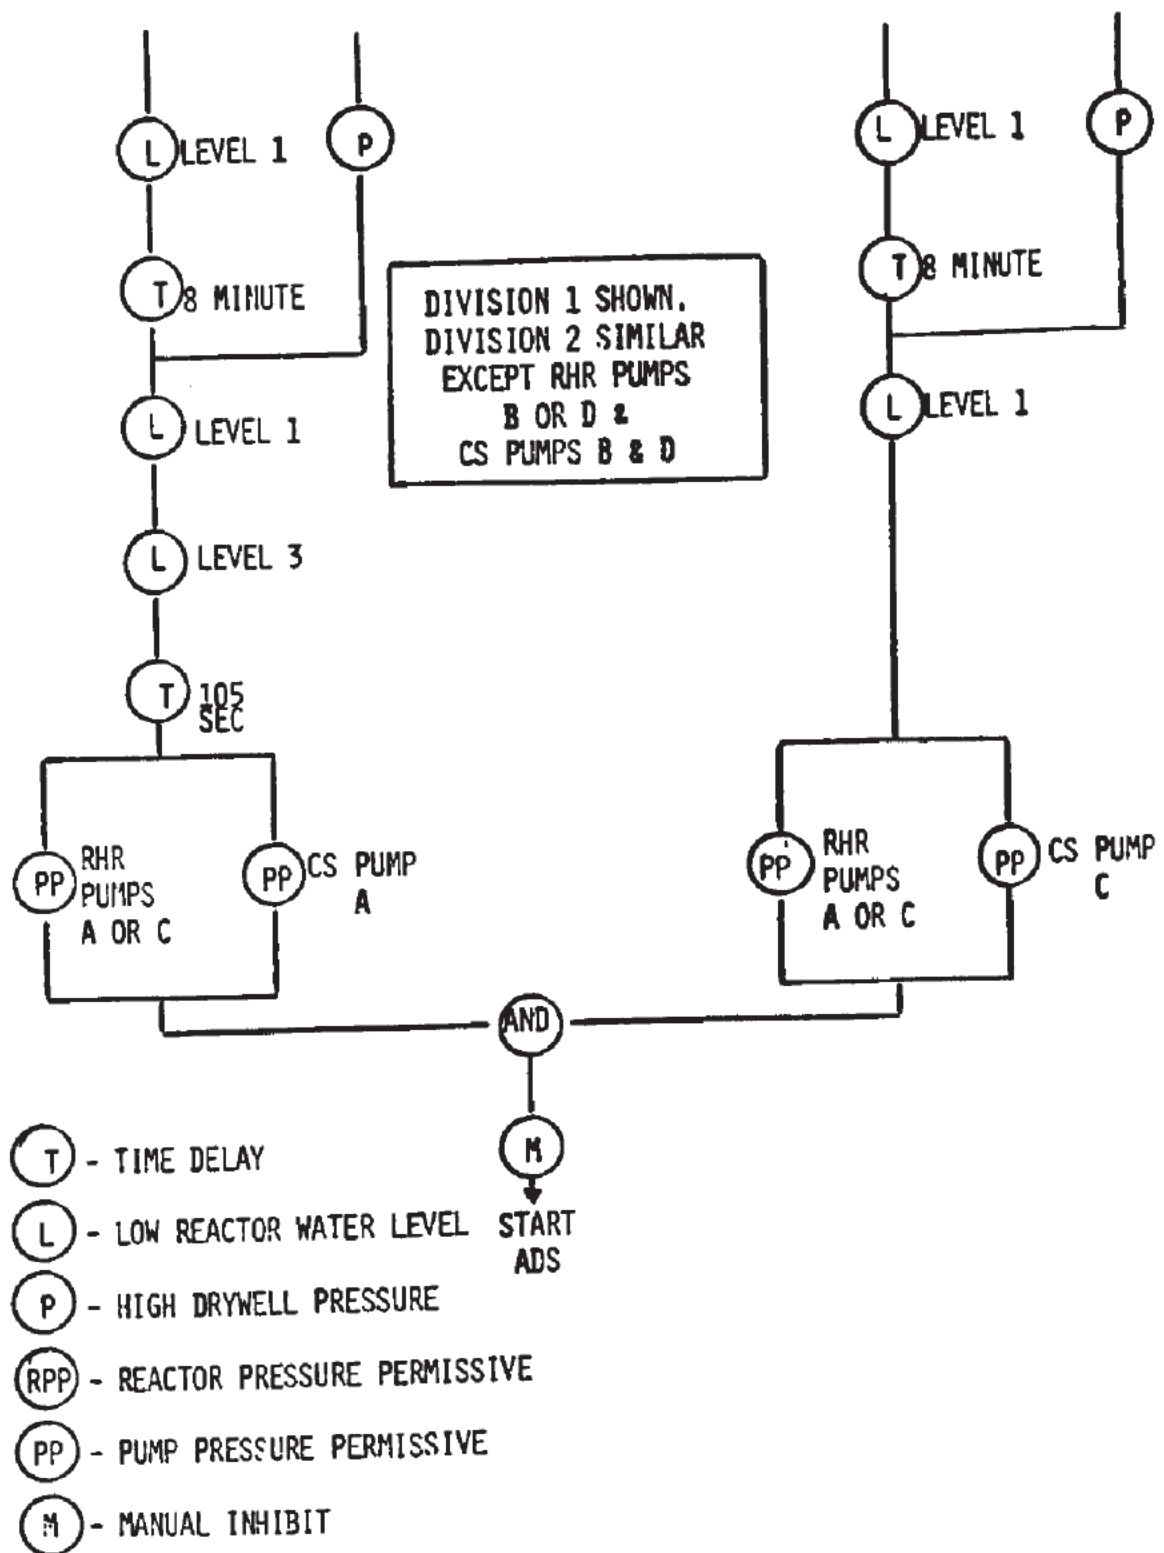 L LEVEL 1
P
L LEVEL 1
P
T 8 MINUTE
T 8 MINUTE
DIVISION 1 SHOWN.
DIVISION 2 SIMILAR
EXCEPT RHR PUMPS
B OR D &
CS PUMPS B & D
L LEVEL 1
L LEVEL 1
L LEVEL 3
T 105
SEC
PP RHR
PUMPS
A OR C
PP CS PUMP
A
PP RHR
PUMPS
A OR C
PP CS PUMP
C
AND
M
START
ADS
T - TIME DELAY
L - LOW REACTOR WATER LEVEL
P - HIGH DRYWELL PRESSURE
RPP - REACTOR PRESSURE PERMISSIVE
PP - PUMP PRESSURE PERMISSIVE
M - MANUAL INHIBIT